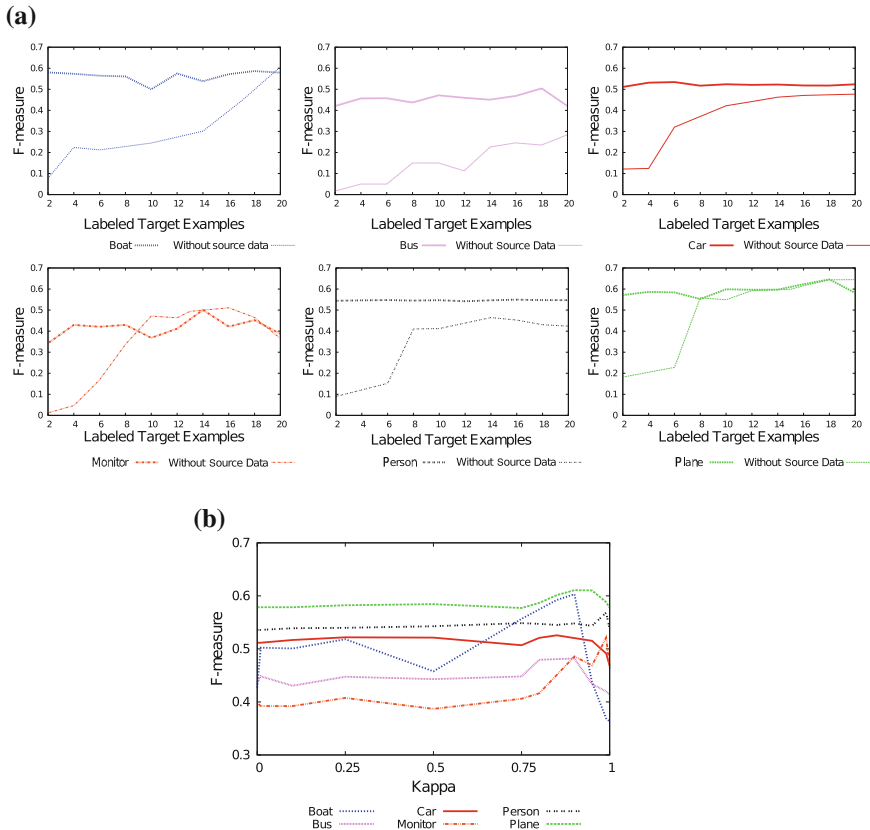 (a)
0.7 0.7 0.7
0.6 0.6 0.6
0.5 0.5 0.5
0.4 0.4 0.4
0.3 0.3 0.3
0.2 0.2 0.2
0.1 0.1 0.1
0 0 0
F-measure F-measure F-measure
2 4 6 8 10 12 14 16 18 20 2 4 6 8 10 12 14 16 18 20 2 4 6 8 10 12 14 16 18 20
Labeled Target Examples Labeled Target Examples Labeled Target Examples
Boat Without source data Bus Without Source Data Car Without Source Data
0.7 0.7 0.7
0.6 0.6 0.6
0.5 0.5 0.5
0.4 0.4 0.4
0.3 0.3 0.3
0.2 0.2 0.2
0.1 0.1 0.1
0 0 0
F-measure F-measure F-measure
2 4 6 8 10 12 14 16 18 20 2 4 6 8 10 12 14 16 18 20 2 4 6 8 10 12 14 16 18 20
Labeled Target Examples Labeled Target Examples Labeled Target Examples
Monitor Without Source Data Person Without Source Data Plane Without Source Data
(b)
0.7
0.6
0.5
0.4
0.3
F-measure
0 0.25 0.5 0.75 1
Kappa
Boat Car Person
Bus Monitor Plane